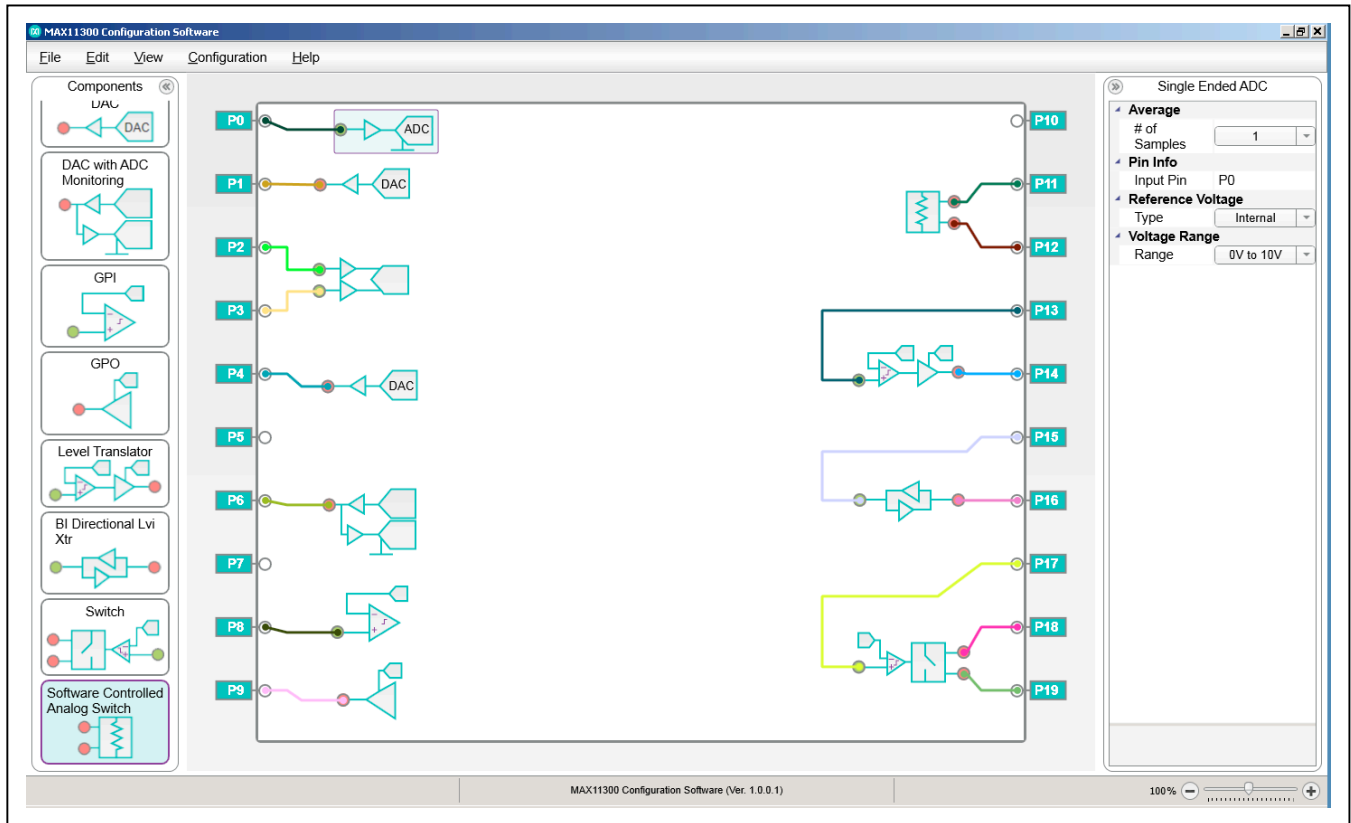 MAX11300 Configuration Software
File Edit View Configuration Help
Components
DAC
DAC
DAC with ADC
Monitoring
GPI
GPO
Level Translator
BI Directional Lvi
Xtr
Switch
Software Controlled
Analog Switch
P0
ADC
P1
DAC
P2
P3
P4
DAC
P5
P6
P7
P8
P9
P10
P11
P12
P13
P14
P15
P16
P17
P18
P19
Single Ended ADC
Average
# of
Samples 1
Pin Info
Input Pin P0
Reference Voltage
Type Internal
Voltage Range
Range 0V to 10V
MAX11300 Configuration Software (Ver. 1.0.0.1)
100%